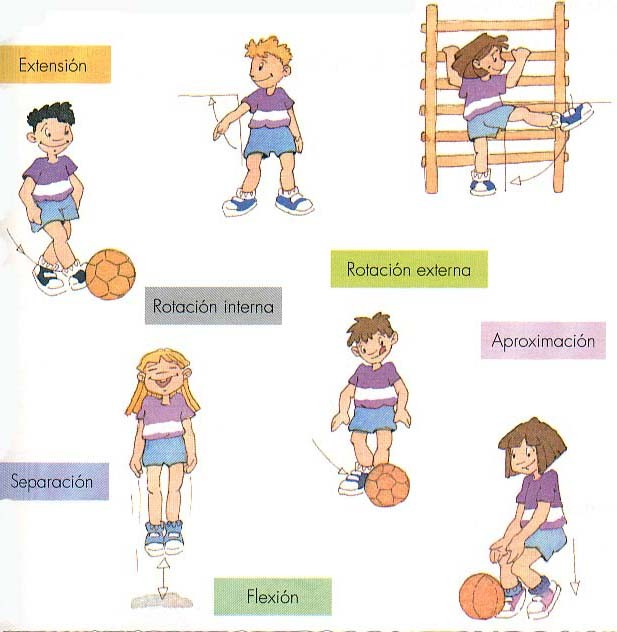 Extensión
Rotación externa
Rotación interna
Aproximación
Separación
Flexión